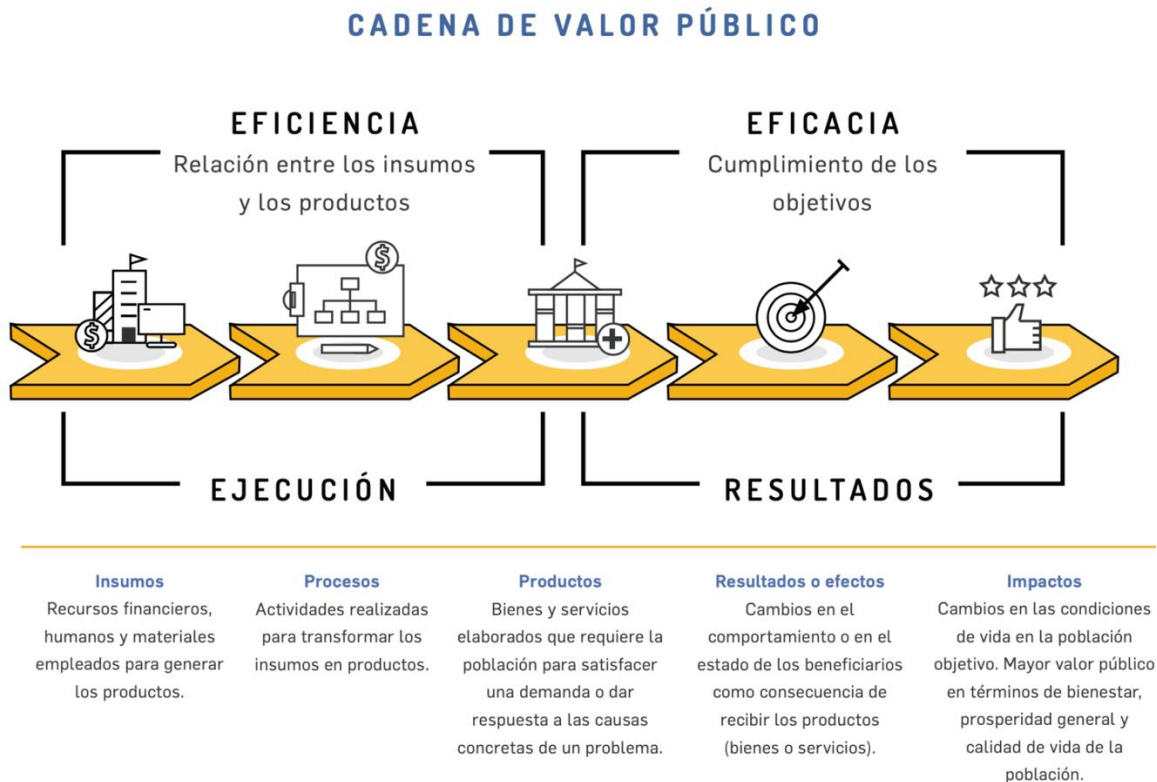 CADENA DE VALOR PÚBLICO
EFICIENCIA
Relación entre los insumos
y los productos
EFICACIA
Cumplimiento de los
objetivos
$
$
EJECUCIÓN
RESULTADOS
Insumos
Recursos financieros,
humanos y materiales
empleados para generar
los productos.
Procesos
Actividades realizadas
para transformar los
insumos en productos.
Productos
Bienes y servicios
elaborados que requiere la
población para satisfacer
una demanda o dar
respuesta a las causas
concretas de un problema.
Resultados o efectos
Cambios en el
comportamiento o en el
estado de los beneficiarios
como consecuencia de
recibir los productos
(bienes o servicios).
Impactos
Cambios en las condiciones
de vida en la población
objetivo. Mayor valor público
en términos de bienestar,
prosperidad general y
calidad de vida de la
población.